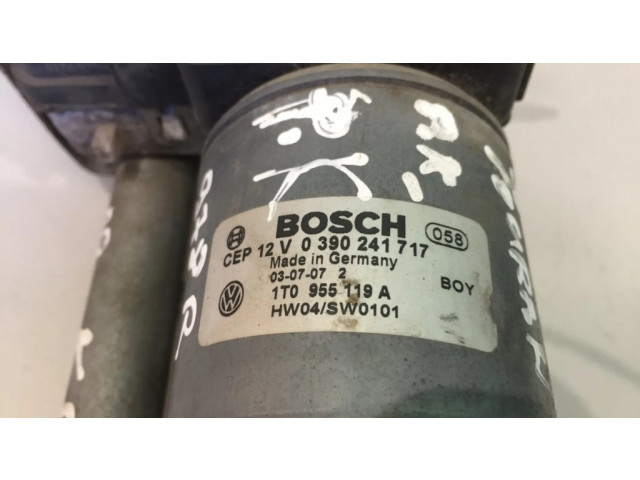 BOSCH 058
CEP 12 V 0 390 241 717
Made in Germany
03-07-07 2
BOY
1T0 955 119 A
HW04/SW0101